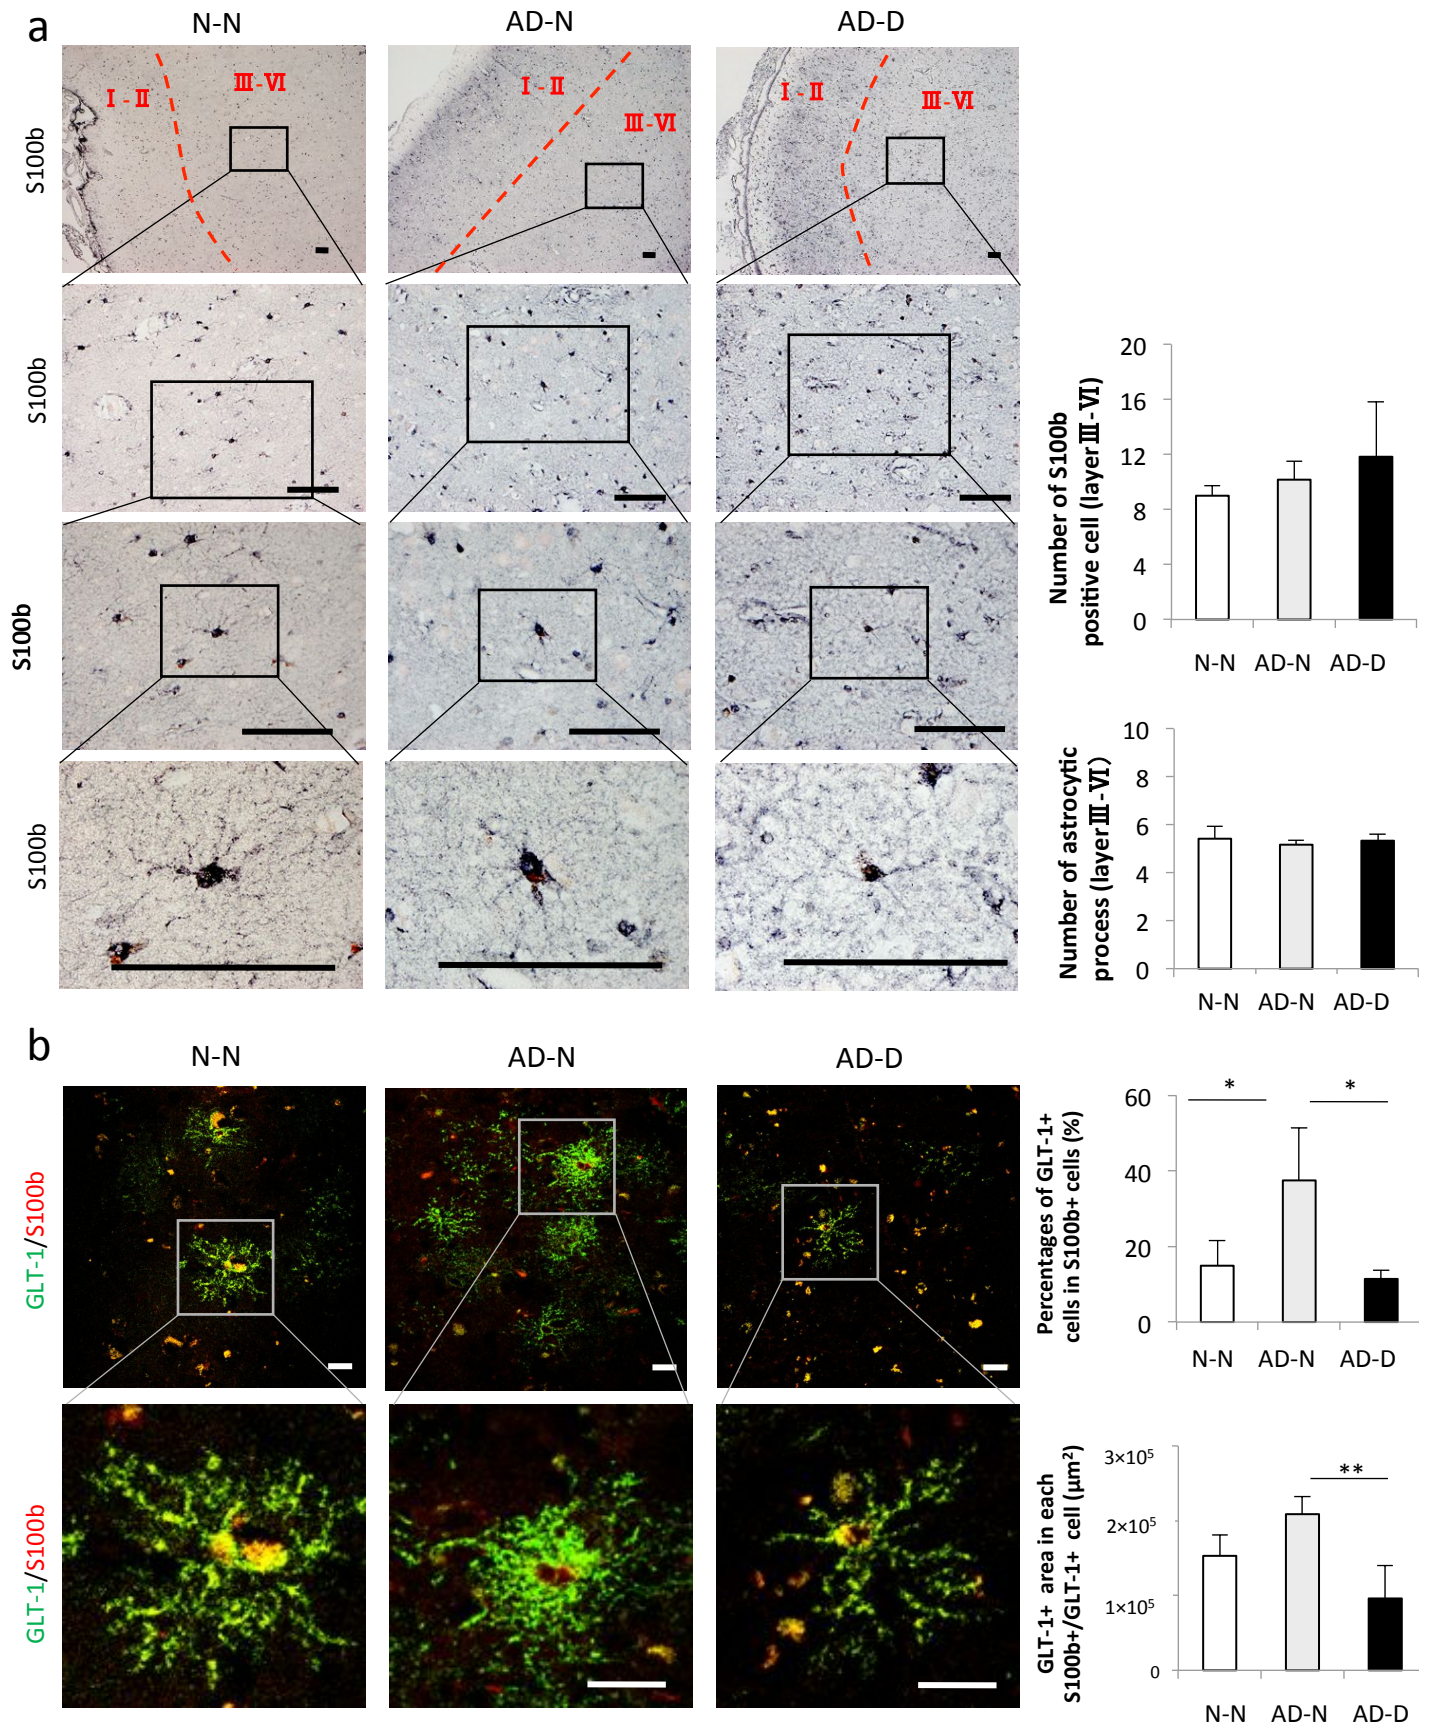 a
N-N
AD-N
AD-D
S100b
Ⅰ-Ⅱ
Ⅲ-Ⅵ
Ⅰ-Ⅱ
Ⅲ-Ⅵ
Ⅰ-Ⅱ
Ⅲ-Ⅵ
S100b
S100b
S100b
Number of S100b
positive cell (layerⅢ-Ⅵ)
20
16
12
8
4
0
N-N AD-N AD-D
Number of astrocytic
process (layerⅢ-Ⅵ)
10
8
6
4
2
0
N-N AD-N AD-D
b
N-N
AD-N
AD-D
GLT-1/S100b
GLT-1/S100b
Percentages of GLT-1+
cells in S100b+ cells (%)
60
40
20
0
* *
N-N AD-N AD-D
GLT-1+ area in each
S100b+/GLT-1+ cell (μm²)
3×10⁵
2×10⁵
1×10⁵
0
**
N-N AD-N AD-D